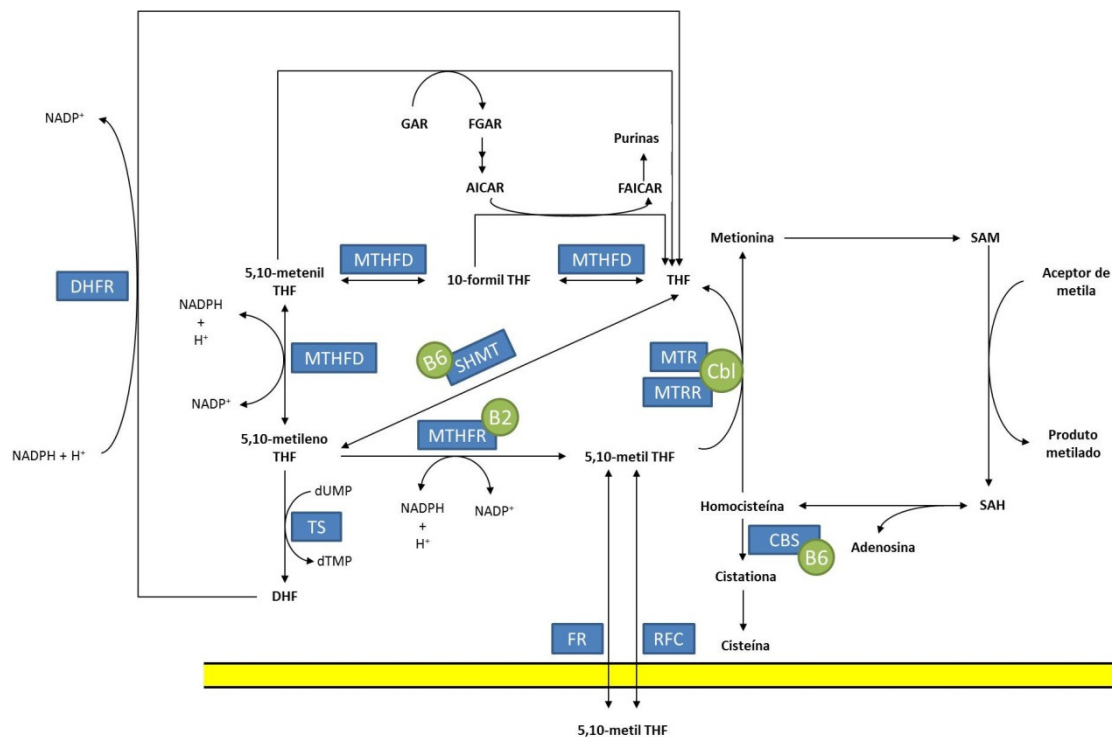 NADP⁺
GAR
FGAR
Purinas
AICAR
FAICAR
Metionina
SAM
MTHFD
MTHFD
5,10-metenil
THF
10-formil THF
THF
DHFR
Aceptor de
metila
NADPH
+
H⁺
MTHFD
B6
SHMT
MTR
Cbl
MTRR
NADP⁺
B2
MTHFR
5,10-metileno
THF
NADPH + H⁺
5,10-metil THF
Produto
metilado
dUMP
NADPH
+
H⁺
NADP⁺
TS
Homocisteína
SAH
CBS
B6
Adenosina
dTMP
Cistationa
DHF
FR
RFC
Cisteína
5,10-metil THF